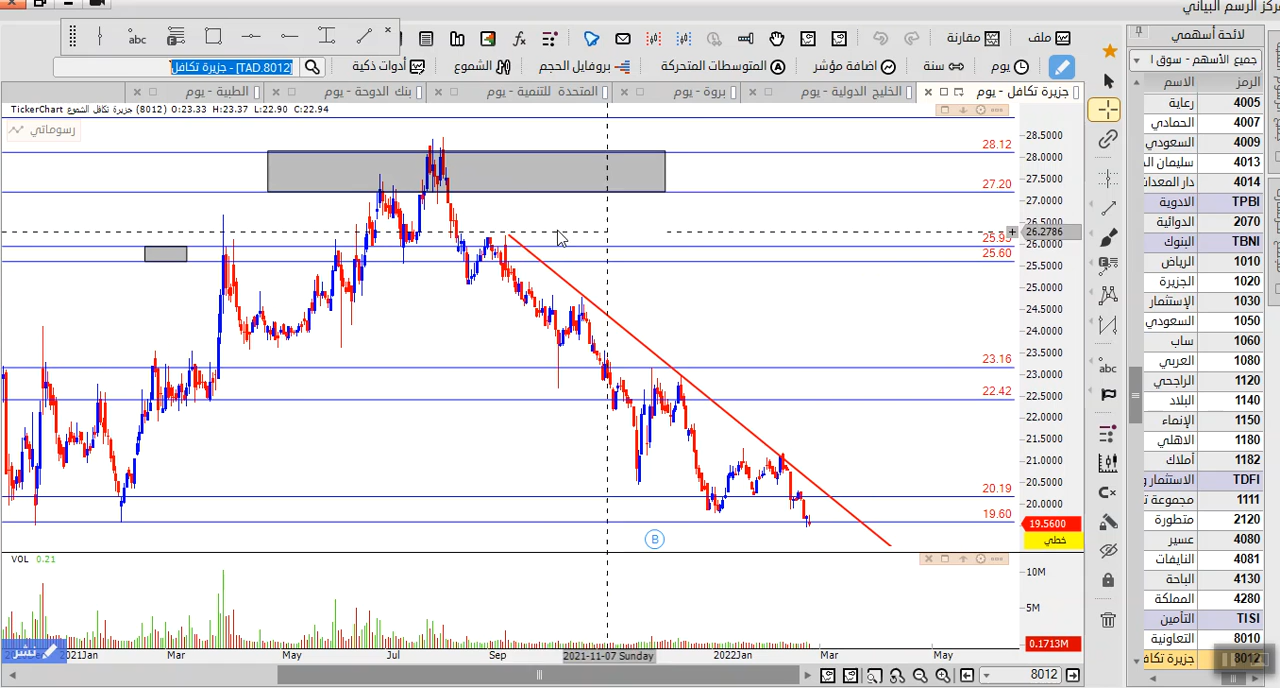 مركز الرسم البياني
لائحة أسهمي
ملف
مقارنة
abc
جزيرة تكافل - [TAD.8012]
أدوات ذكية
الشموع
بروفايل الحجم
المتوسطات المتحركة
اضافة مؤشر
سنة
يوم
جميع الأسهم - سوق ا
الطبية - يوم
بنك الدوحة - يوم
المتحدة للتنمية - يوم
بروة - يوم
الخليج الدولية - يوم
جزيرة تكافل - يوم
الاسم الرمز
TickerChart جزيرة تكافل الشموع (8012) O:23.33 H:23.37 L:22.90 C:22.94
رسوماتي
28.12
27.20
25.95
25.60
23.16
22.42
20.19
19.60
28.5000
28.0000
27.5000
27.0000
26.5000
26.2786
26.0000
25.5000
25.0000
24.5000
24.0000
23.5000
23.0000
22.5000
22.0000
21.5000
21.0000
20.5000
20.0000
19.5600
خطي
B
VOL 0.21
10M
5M
0.1713M
نشر
2021Jan Mar May Jul Sep 2021-11-07 Sunday 2022Jan Mar May
8012
abc
رعاية 4005
الحمادي 4007
السعودي 4009
سليمان ال 4013
دار المعدا 4014
الادوية TPBI
الدوائية 2070
البنوك TBNI
الرياض 1010
الجزيرة 1020
الإستثمار 1030
السعودي 1050
ساب 1060
العربي 1080
الراجحي 1120
البلاد 1140
الإنماء 1150
الاهلي 1180
أملاك 1182
الاستثمار و TDFI
مجموعة ت 1111
متطورة 2120
عسير 4080
النايفات 4081
الباحة 4130
المملكة 4280
التأمين TISI
التعاونية 8010
جزيرة تكاف 8012